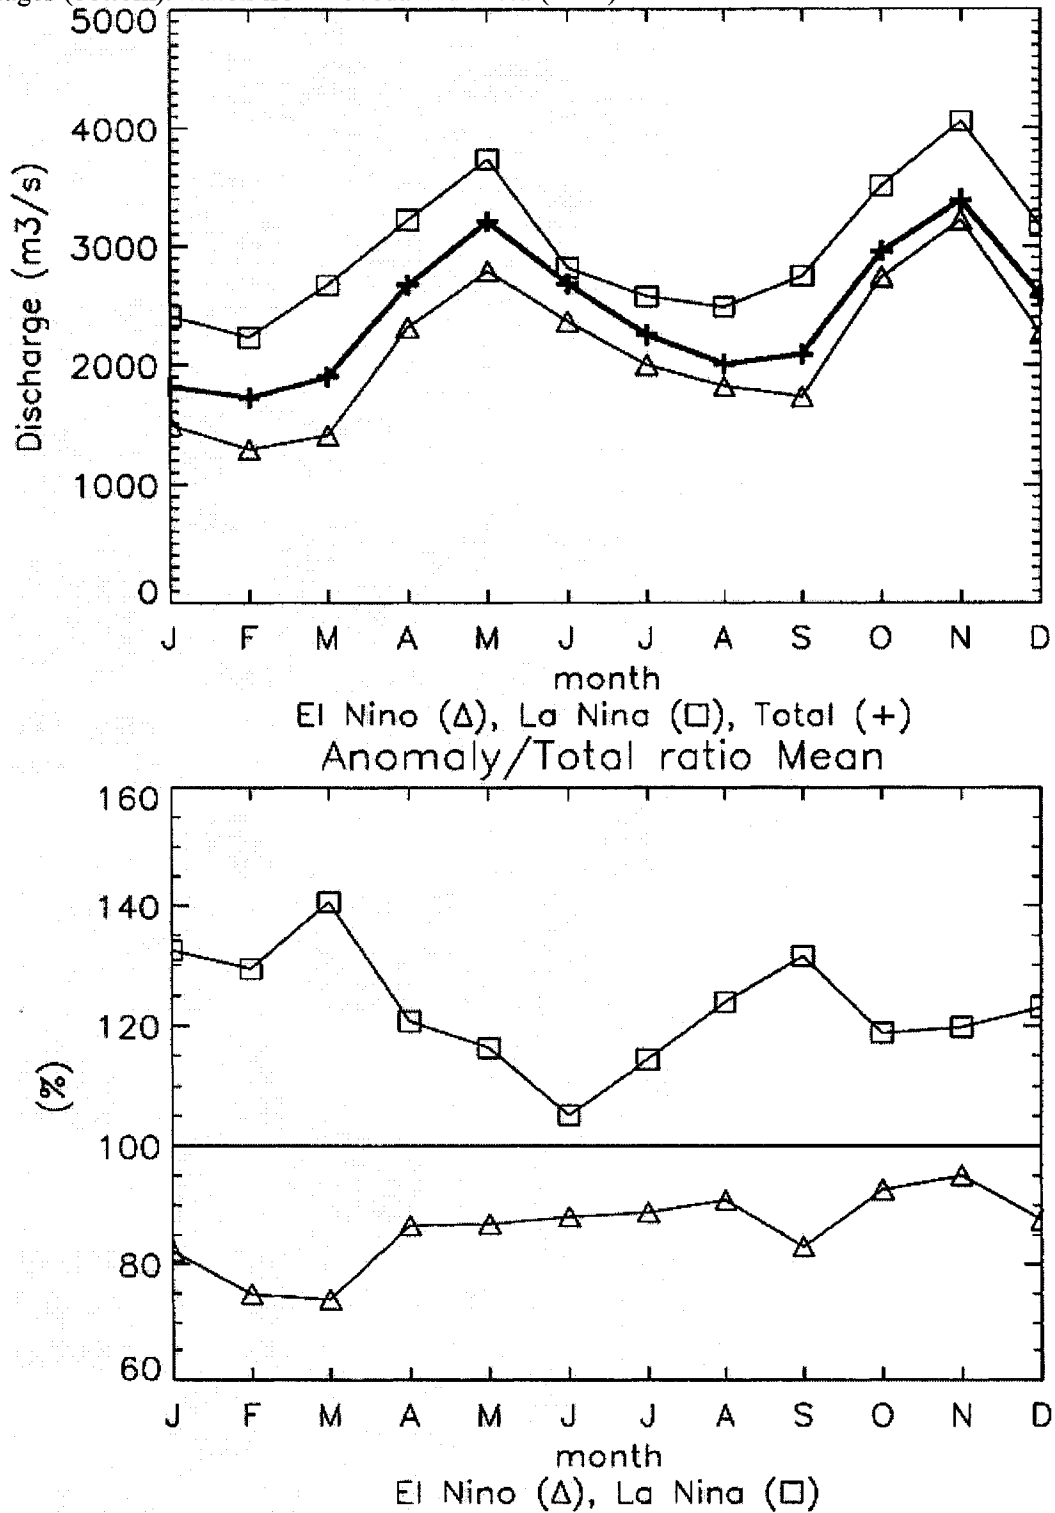 5000
4000
3000
2000
1000
0
Discharge (m3/s)
J F M A M J J A S O N D
month
El Nino (Δ), La Nina (□), Total (+)
Anomaly/Total ratio Mean
160
140
120
100
80
60
(%)
J F M A M J J A S O N D
month
El Nino (Δ), La Nina (□)